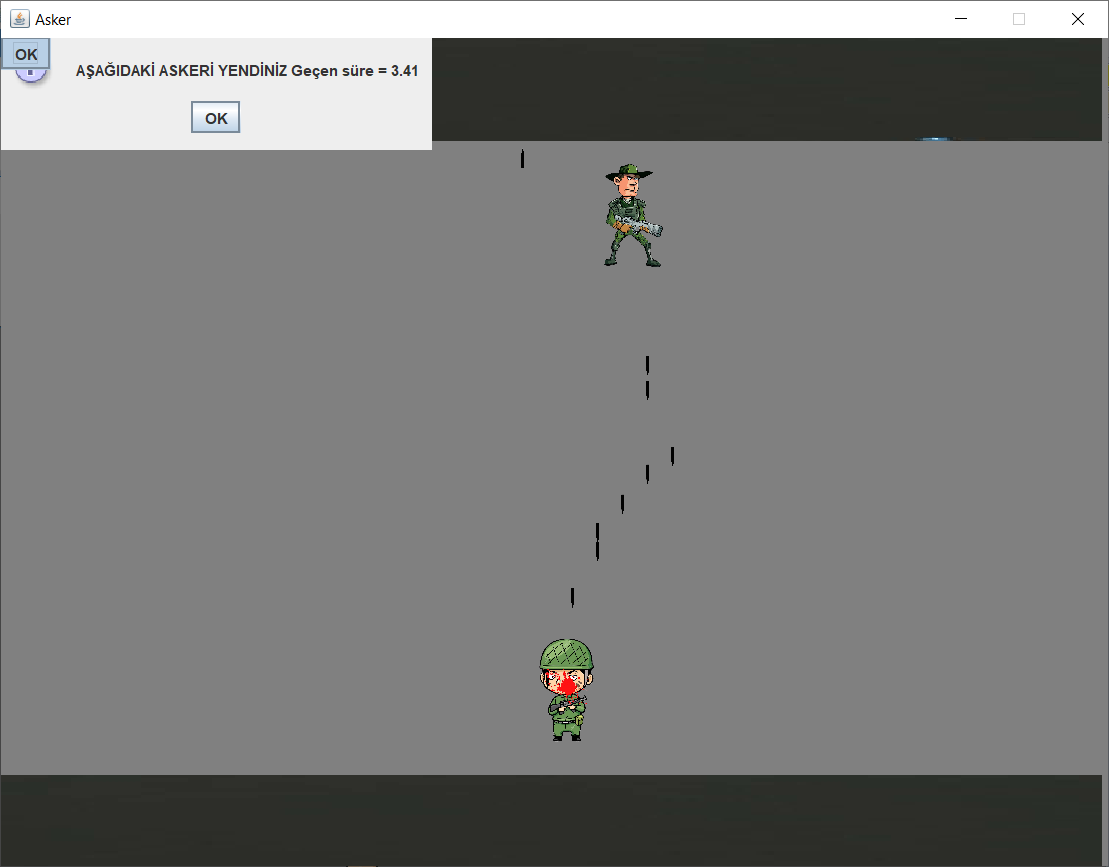 Asker
OK
AŞAĞIDAKİ ASKERİ YENDİNİZ Geçen süre = 3.41
OK